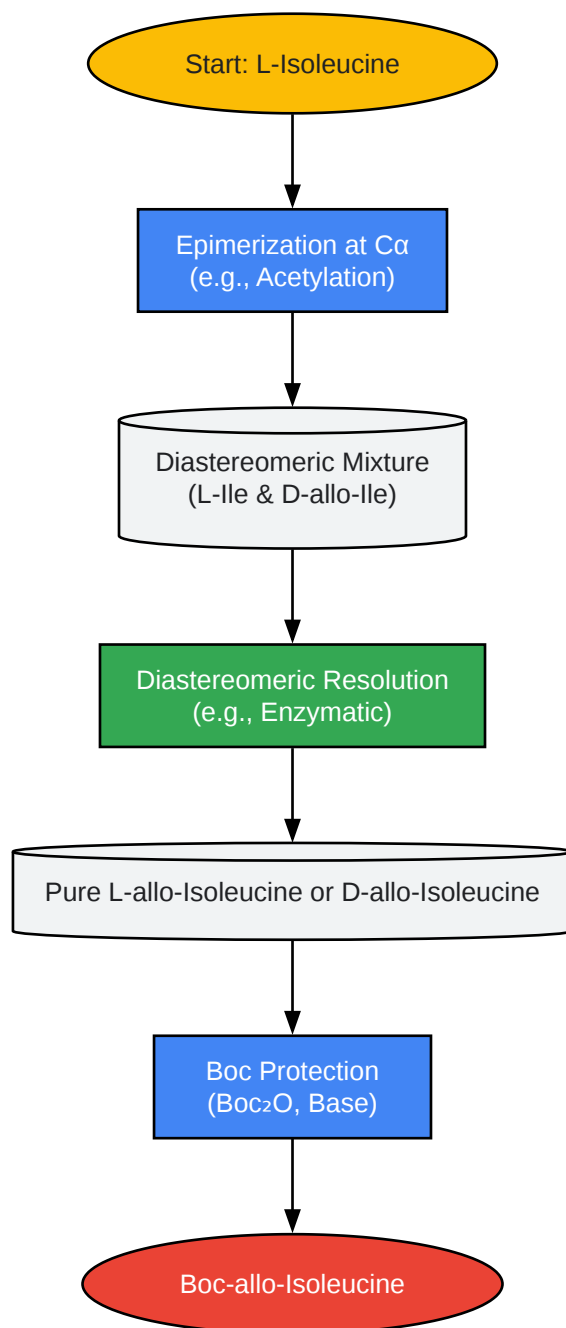 Start: L-Isoleucine
Epimerization at Cα
(e.g., Acetylation)
Diastereomeric Mixture
(L-Ile & D-allo-Ile)
Diastereomeric Resolution
(e.g., Enzymatic)
Pure L-allo-Isoleucine or D-allo-Isoleucine
Boc Protection
(Boc₂O, Base)
Boc-allo-Isoleucine